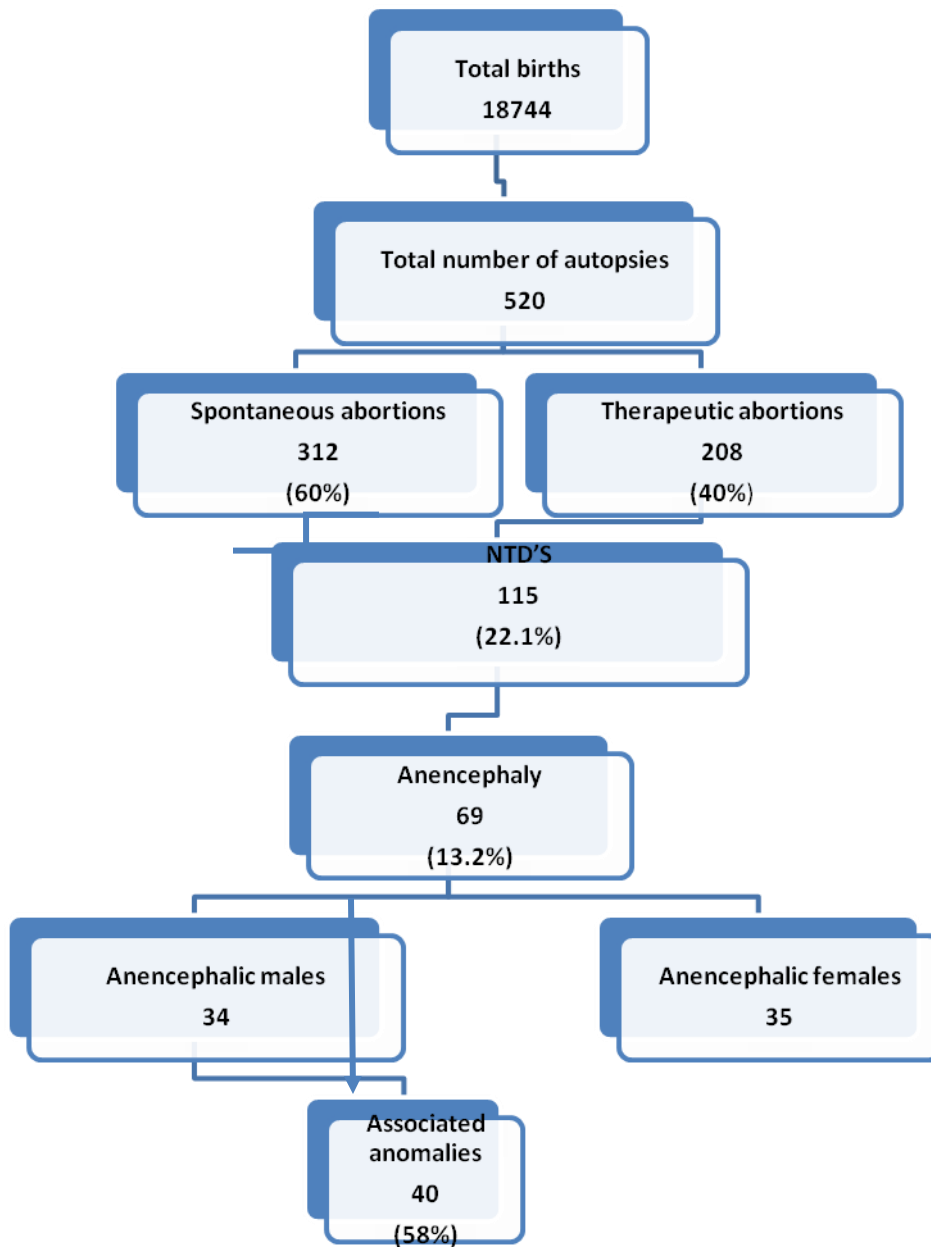 Total births
18744
Total number of autopsies
520
Spontaneous abortions
312
(60%)
Therapeutic abortions
208
(40%)
NTD'S
115
(22.1%)
Anencephaly
69
(13.2%)
Anencephalic males
34
Anencephalic females
35
Associated
anomalies
40
(58%)